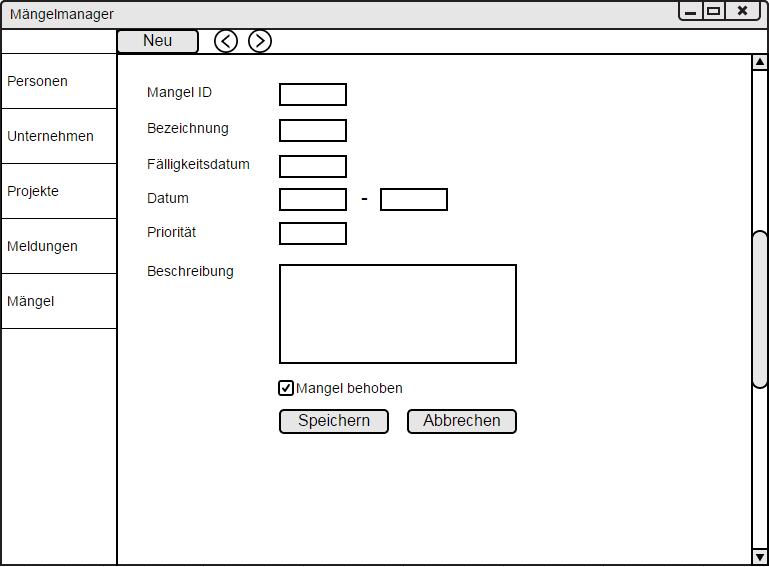 Mängelmanager
Neu
Personen
Unternehmen
Projekte
Meldungen
Mängel
Mangel ID
Bezeichnung
Fälligkeitsdatum
Datum -
Priorität
Beschreibung
Mangel behoben
Speichern Abbrechen